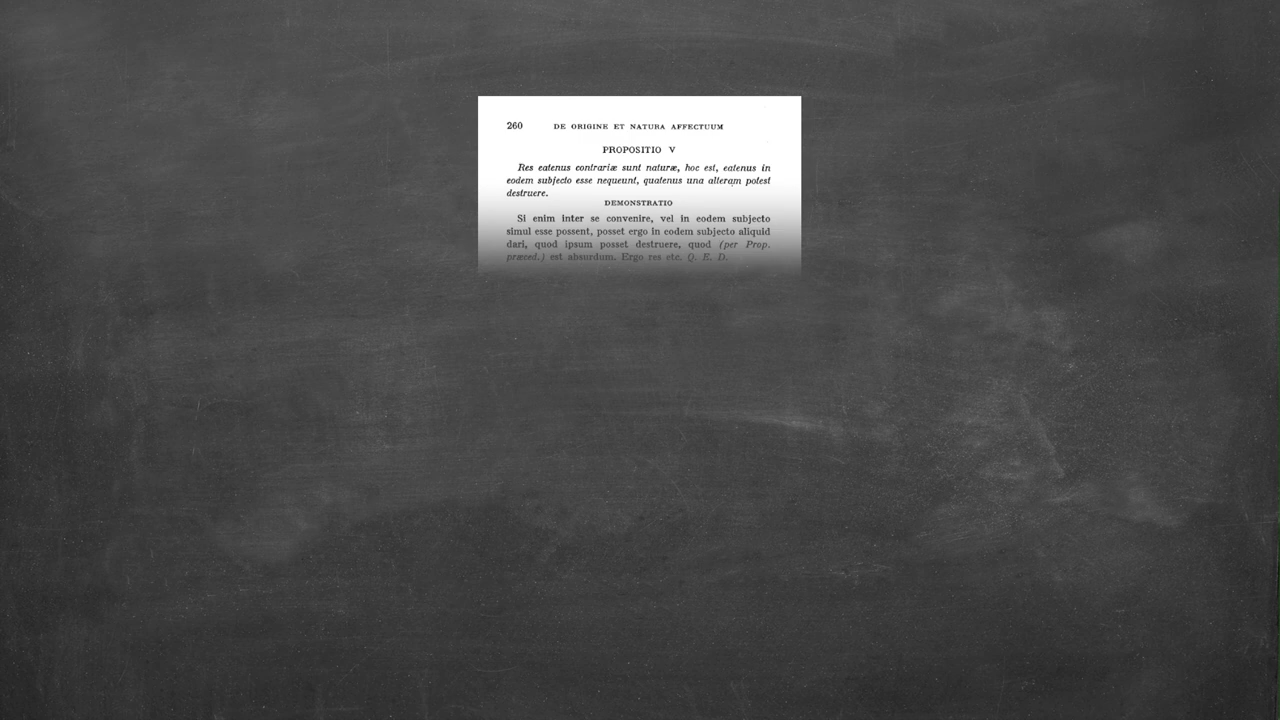 260 DE ORIGINE ET NATURA AFFECTUUM
PROPOSITIO V
Res eatenus contrariæ sunt naturæ, hoc est, eatenus in
eodem subjecto esse nequeunt, quatenus una alteram potest
destruere.
DEMONSTRATIO
Si enim inter se convenire, vel in eodem subjecto
simul esse possent, posset ergo in eodem subjecto aliquid
dari, quod ipsum posset destruere, quod (per Prop.
præced.) est absurdum. Ergo res etc. Q. E. D.